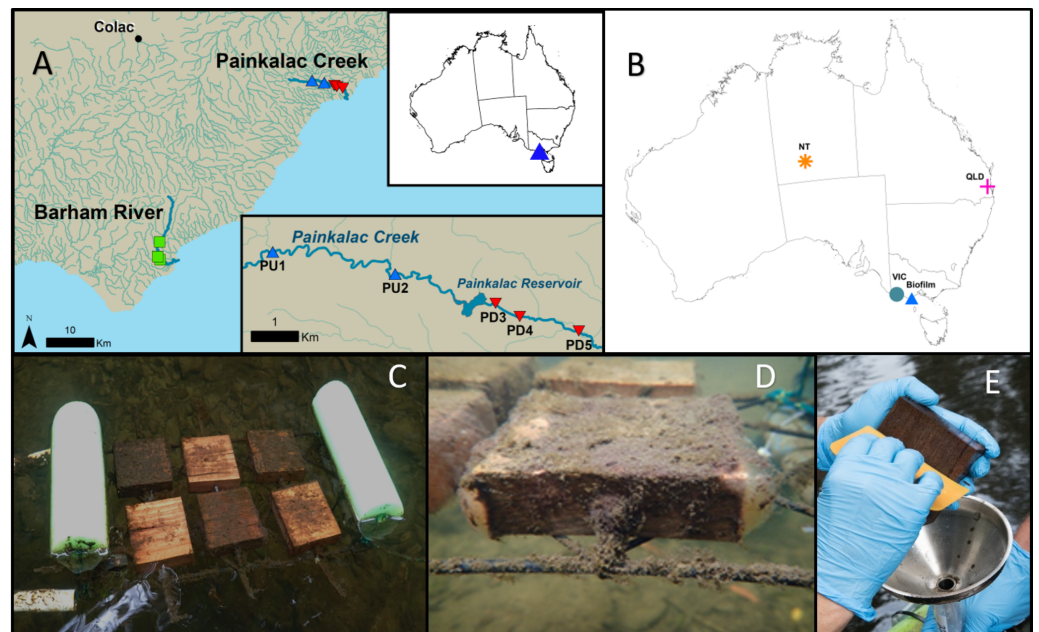 A
Colac
Painkalac Creek
Barham River
N
10
Km
Painkalac Creek
PU1
PU2
Painkalac Reservoir
PD3
PD4
PD5
1
Km
B
NT
QLD
VIC
Biofilm
C
D
E